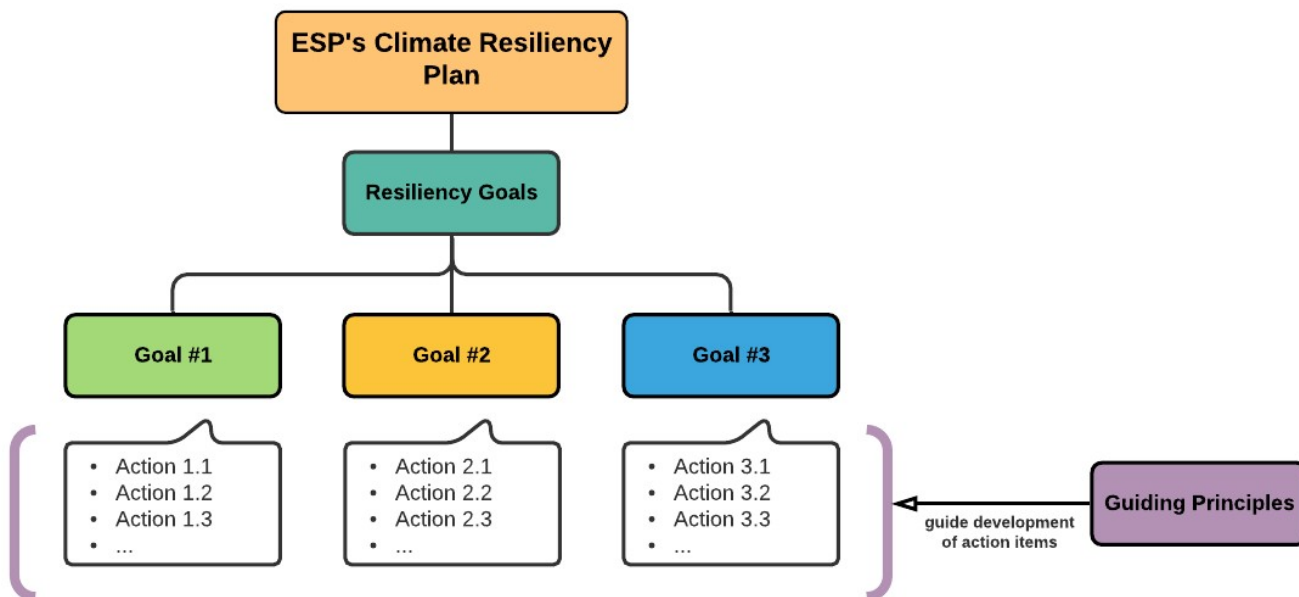 ESP's Climate Resiliency
Plan
Resiliency Goals
Goal #1
Goal #2
Goal #3
• Action 1.1
• Action 1.2
• Action 1.3
• ...
• Action 2.1
• Action 2.2
• Action 2.3
• ...
• Action 3.1
• Action 3.2
• Action 3.3
• ...
guide development
of action items
Guiding Principles